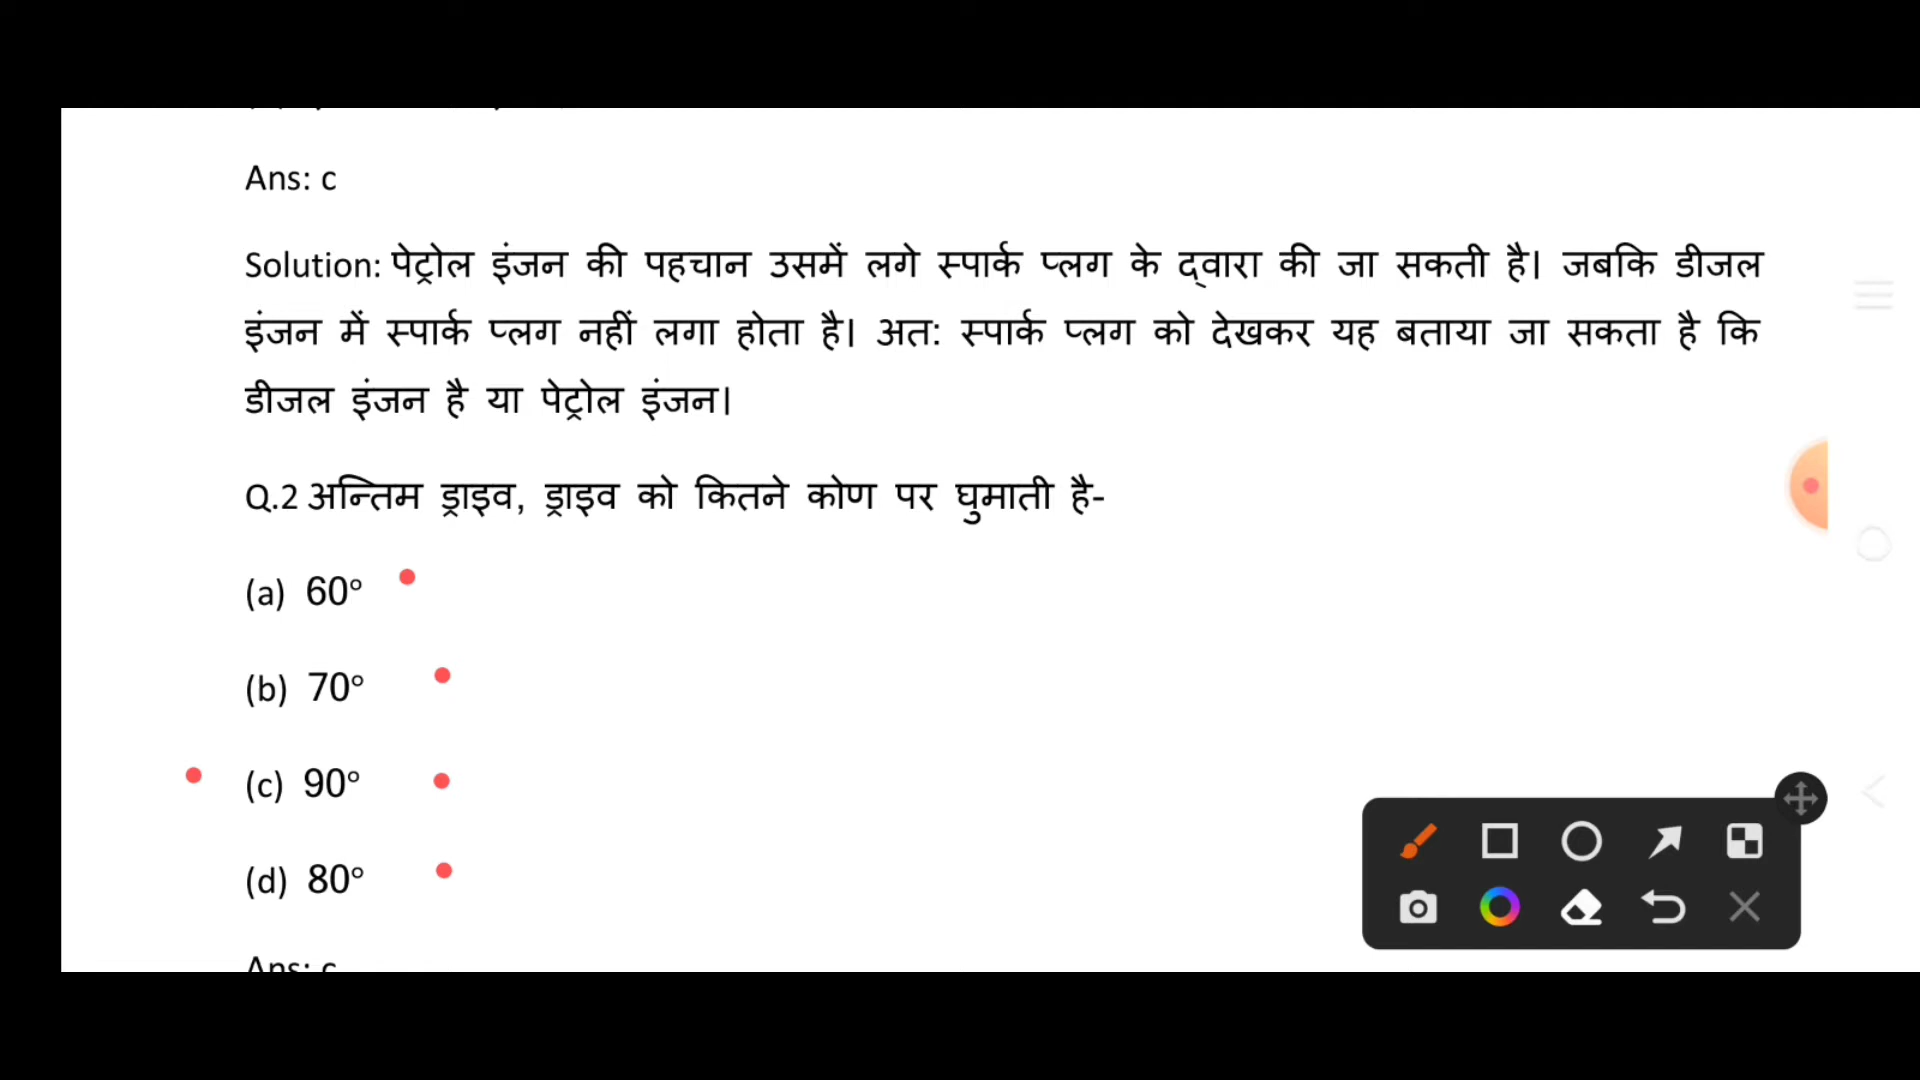 Ans: c
Solution: पेट्रोल इंजन की पहचान उसमें लगे स्पार्क प्लग के द्वारा की जा सकती है। जबकि डीजल
इंजन में स्पार्क प्लग नहीं लगा होता है। अत: स्पार्क प्लग को देखकर यह बताया जा सकता है कि
डीजल इंजन है या पेट्रोल इंजन।
Q.2 अन्तिम ड्राइव, ड्राइव को कितने कोण पर घुमाती है-
(a) 60°
(b) 70°
(c) 90°
(d) 80°
Ans: c